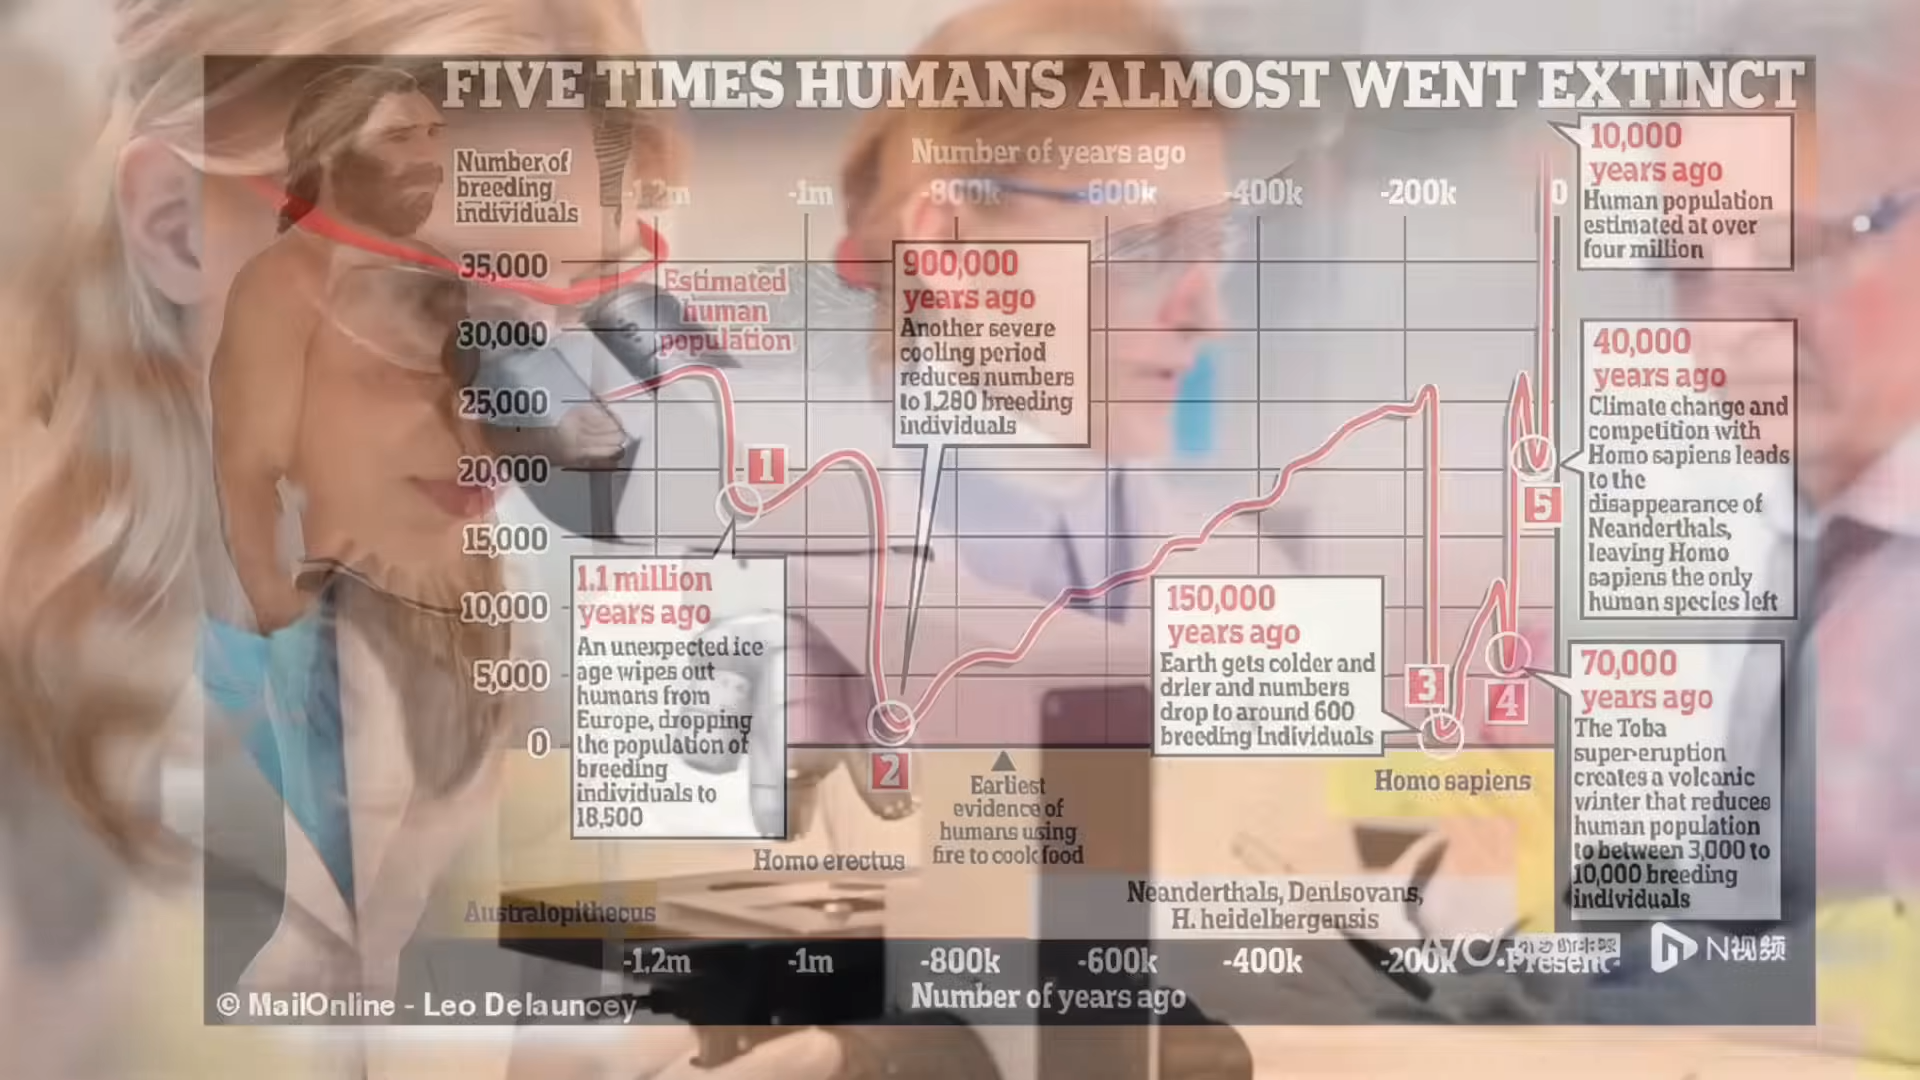 FIVE TIMES HUMANS ALMOST WENT EXTINCT
Number of
breeding
individuals
Number of years ago
-1.2m
-1m
-800k
-600k
-400k
-200k
0
35,000
30,000
25,000
20,000
15,000
10,000
5,000
0
Estimated
human
population
1
1.1 million
years ago
An unexpected ice
age wipes out
humans from
Europe, dropping
the population of
breeding
individuals to
18,500
900,000
years ago
Another severe
cooling period
reduces numbers
to 1,280 breeding
individuals
2
Earliest
evidence of
humans using
fire to cook food
150,000
years ago
Earth gets colder and
drier and numbers
drop to around 600
breeding individuals
3
4
5
10,000
years ago
Human population
estimated at over
four million
40,000
years ago
Climate change and
competition with
Homo sapiens leads
to the
disappearance of
Neanderthals,
leaving Homo
sapiens the only
human species left
70,000
years ago
The Toba
super-eruption
creates a volcanic
winter that reduces
human population
to between 3,000 to
10,000 breeding
individuals
Homo sapiens
Homo erectus
Australopithecus
Neanderthals, Denisovans,
H. heidelbergensis
-1.2m
-1m
-800k
-600k
-400k
-200k
Present
Number of years ago
© MailOnline - Leo Delauncey
N视频